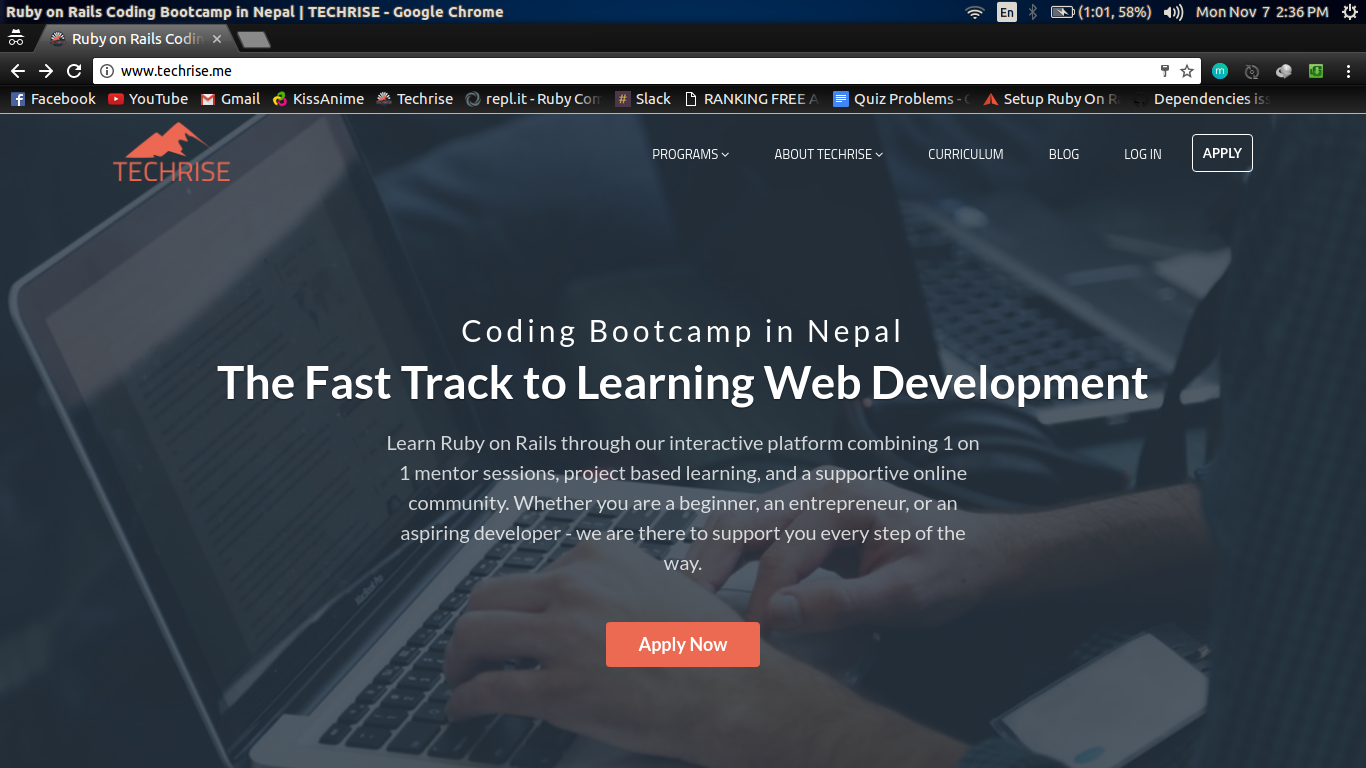 Ruby on Rails Coding Bootcamp in Nepal | TECHRISE - Google Chrome
En
(1:01, 58%)
Mon Nov 7 2:36 PM
Ruby on Rails Codin
www.techrise.me
m
Facebook
YouTube
Gmail
KissAnime
Techrise
repl.it - Ruby Com
# Slack
RANKING FREE A
Quiz Problems - G
Setup Ruby On R
Dependencies iss
TECHRISE
PROGRAMS
ABOUT TECHRISE
CURRICULUM
BLOG
LOG IN
APPLY
Coding Bootcamp in Nepal
The Fast Track to Learning Web Development
Learn Ruby on Rails through our interactive platform combining 1 on
1 mentor sessions, project based learning, and a supportive online
community. Whether you are a beginner, an entrepreneur, or an
aspiring developer - we are there to support you every step of the
way.
MacBook Air
Apply Now